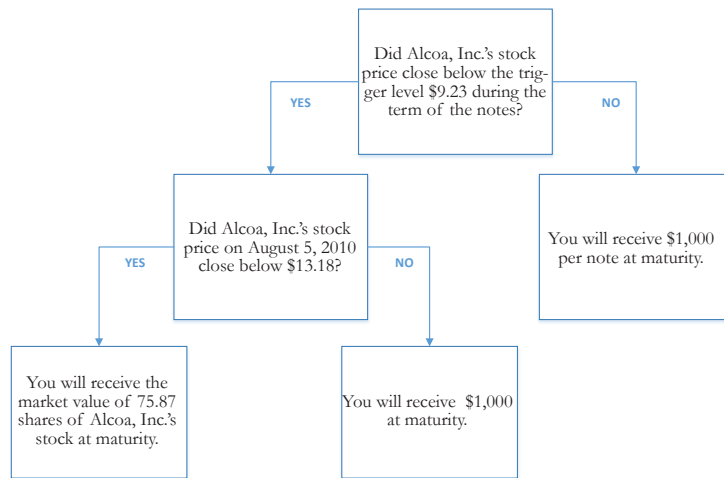 Did Alcoa, Inc.'s stock
price close below the trig-
ger level $9.23 during the
term of the notes?
YES
NO
Did Alcoa, Inc.'s stock
price on August 5, 2010
close below $13.18?
You will receive $1,000
per note at maturity.
YES
NO
You will receive the
market value of 75.87
shares of Alcoa, Inc.'s
stock at maturity.
You will receive $1,000
at maturity.